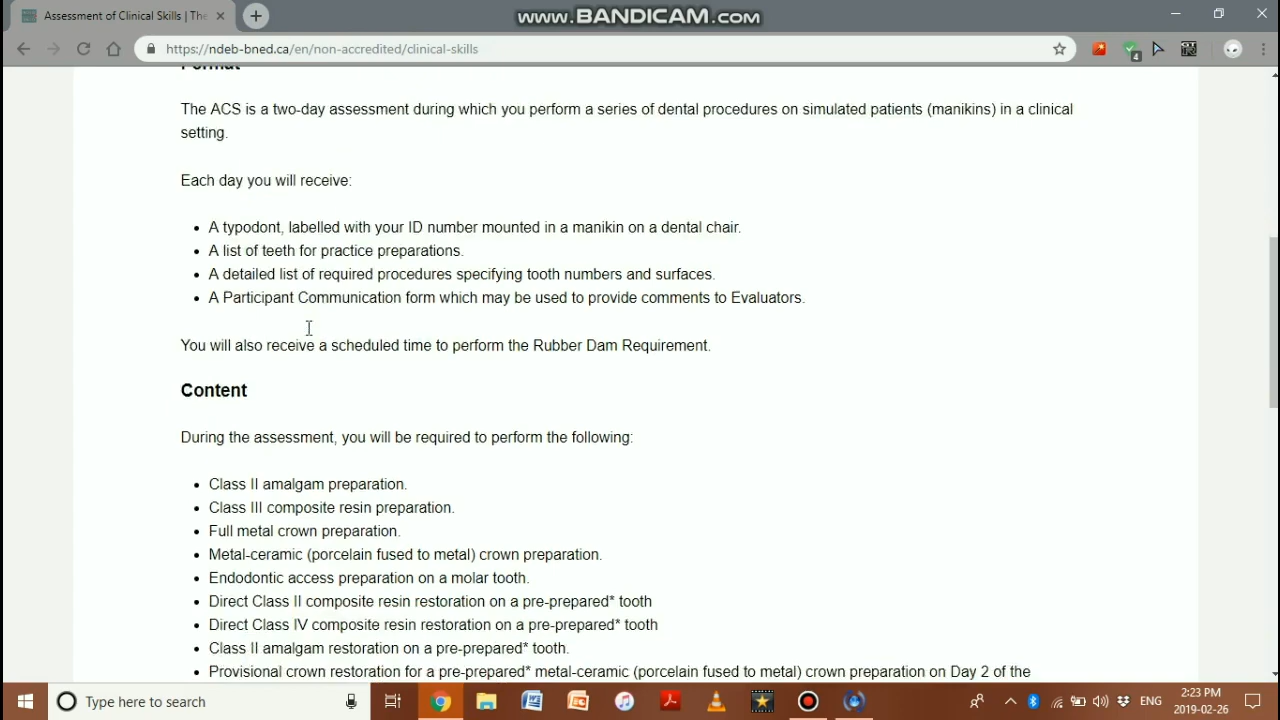 Assessment of Clinical Skills | The
www.BANDICAM.com
https://ndeb-bned.ca/en/non-accredited/clinical-skills
4
Format
The ACS is a two-day assessment during which you perform a series of dental procedures on simulated patients (manikins) in a clinical
setting.
Each day you will receive:
• A typodont, labelled with your ID number mounted in a manikin on a dental chair.
• A list of teeth for practice preparations.
• A detailed list of required procedures specifying tooth numbers and surfaces.
• A Participant Communication form which may be used to provide comments to Evaluators.
You will also receive a scheduled time to perform the Rubber Dam Requirement.
Content
During the assessment, you will be required to perform the following:
• Class II amalgam preparation.
• Class III composite resin preparation.
• Full metal crown preparation.
• Metal-ceramic (porcelain fused to metal) crown preparation.
• Endodontic access preparation on a molar tooth.
• Direct Class II composite resin restoration on a pre-prepared* tooth
• Direct Class IV composite resin restoration on a pre-prepared* tooth
• Class II amalgam restoration on a pre-prepared* tooth.
• Provisional crown restoration for a pre-prepared* metal-ceramic (porcelain fused to metal) crown preparation on Day 2 of the
Type here to search
ENG
2:23 PM
2019-02-26